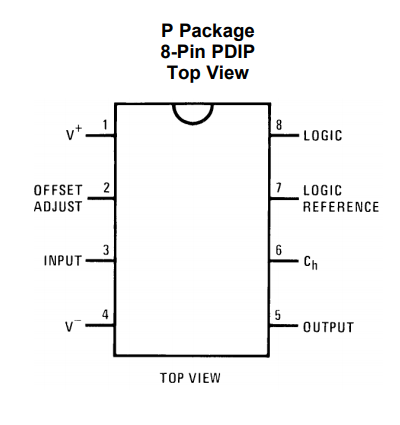 P Package
8-Pin PDIP
Top View
V+ 1
8 LOGIC
OFFSET ADJUST 2
7 LOGIC REFERENCE
INPUT 3
6 Ch
V− 4
5 OUTPUT
TOP VIEW